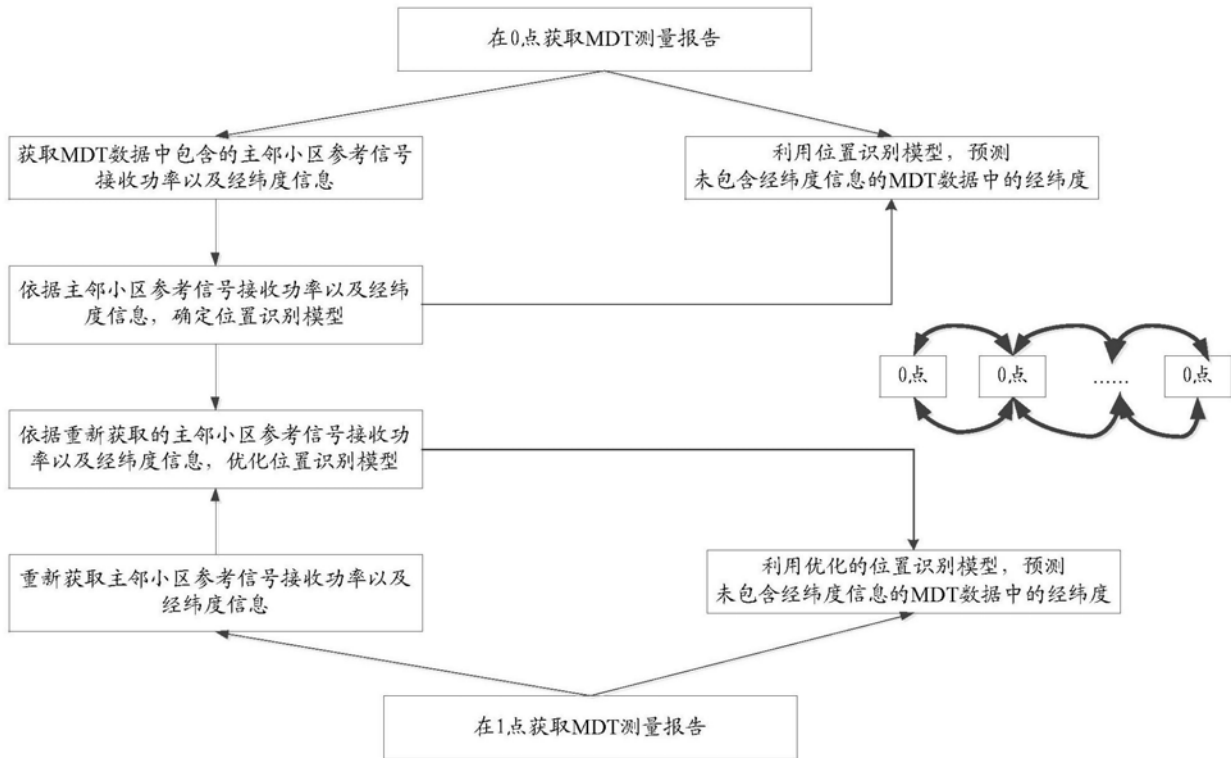 在0点获取MDT测量报告
获取MDT数据中包含的主邻小区参考信号
接收功率以及经纬度信息
利用位置识别模型，预测
未包含经纬度信息的MDT数据中的经纬度
依据主邻小区参考信号接收功率以及经纬
度信息，确定位置识别模型
0点
0点
......
0点
依据重新获取的主邻小区参考信号接收功
率以及经纬度信息，优化位置识别模型
重新获取主邻小区参考信号接收功率以及
经纬度信息
利用优化的位置识别模型，预测
未包含经纬度信息的MDT数据中的经纬度
在1点获取MDT测量报告